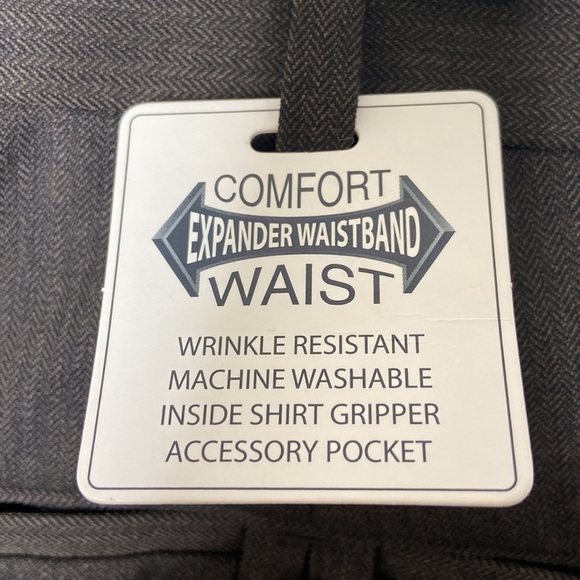 COMFORT
EXPANDER WAISTBAND
WAIST
WRINKLE RESISTANT
MACHINE WASHABLE
INSIDE SHIRT GRIPPER
ACCESSORY POCKET